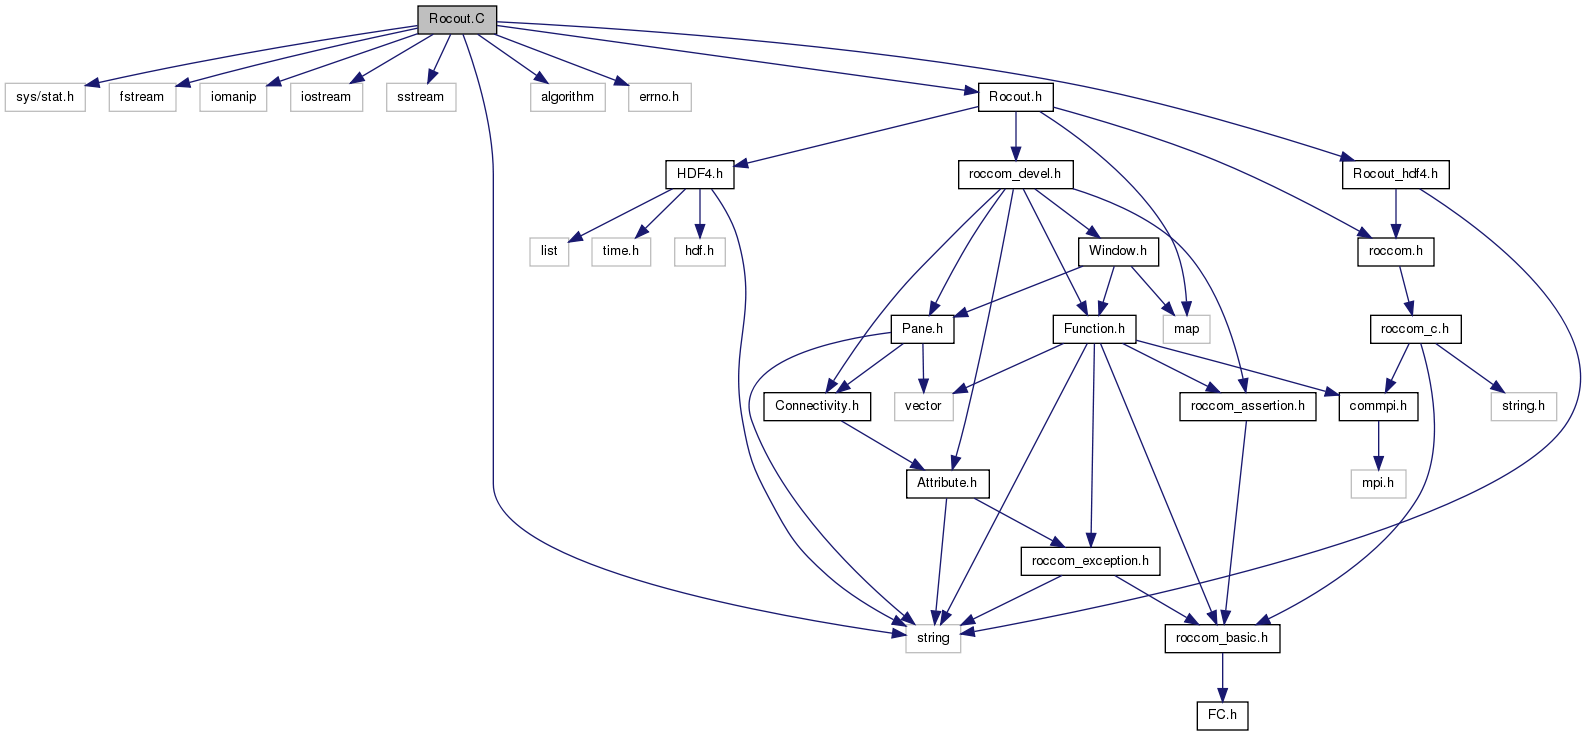 Rocout.C
sys/stat.h
fstream
iomanip
iostream
sstream
algorithm
errno.h
Rocout.h
HDF4.h
roccom_devel.h
Rocout_hdf4.h
list
time.h
hdf.h
Window.h
roccom.h
Pane.h
Function.h
map
roccom_c.h
Connectivity.h
vector
roccom_assertion.h
commpi.h
string.h
Attribute.h
mpi.h
roccom_exception.h
string
roccom_basic.h
FC.h